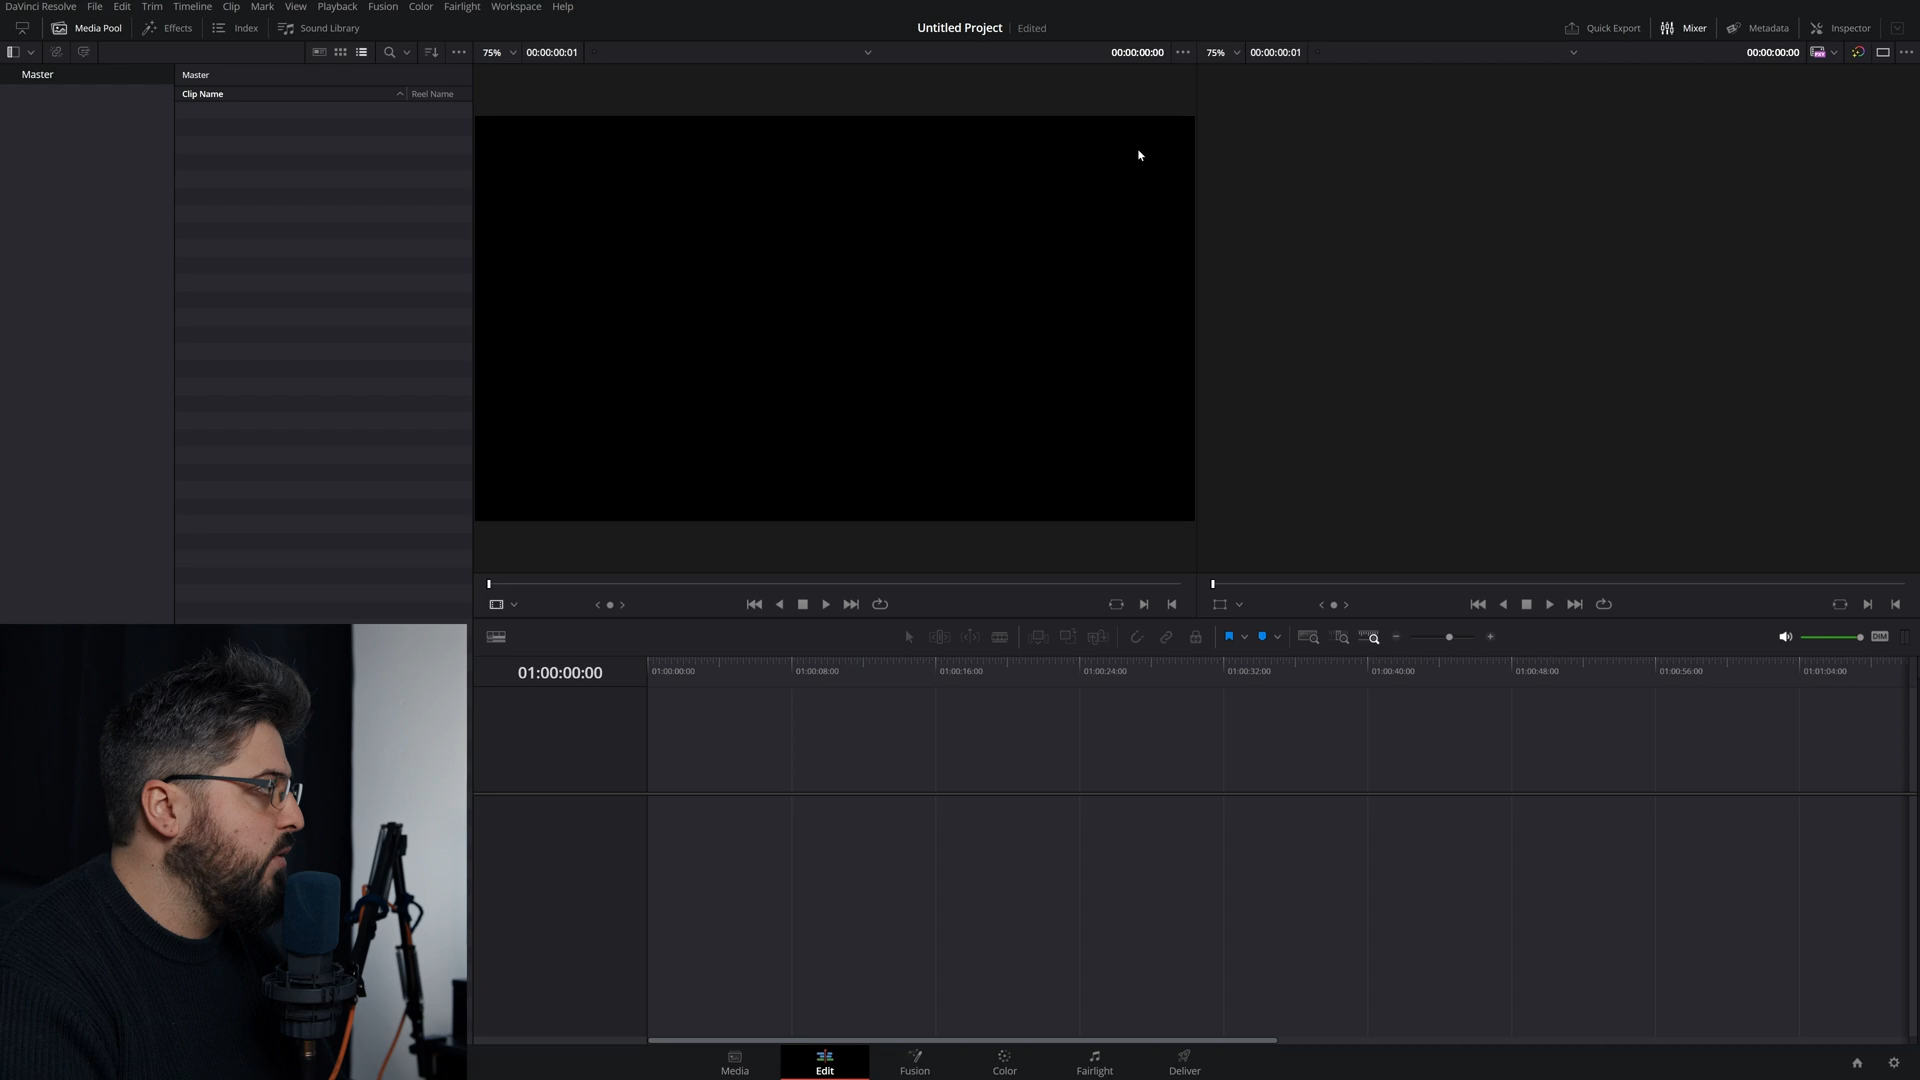 DaVinci Resolve File Edit Trim Timeline Clip Mark View Playback Fusion Color Fairlight Workspace Help
Media Pool Effects Index Sound Library Untitled Project Edited Quick Export Mixer Metadata Inspector
75% 00:00:00:01 00:00:00:00 75% 00:00:00:01 00:00:00:00
Master Master
Clip Name Reel Name
DIM
01:00:00:00 01:00:00:00 01:00:08:00 01:00:16:00 01:00:24:00 01:00:32:00 01:00:40:00 01:00:48:00 01:00:56:00 01:01:04:00
Media Edit Fusion Color Fairlight Deliver